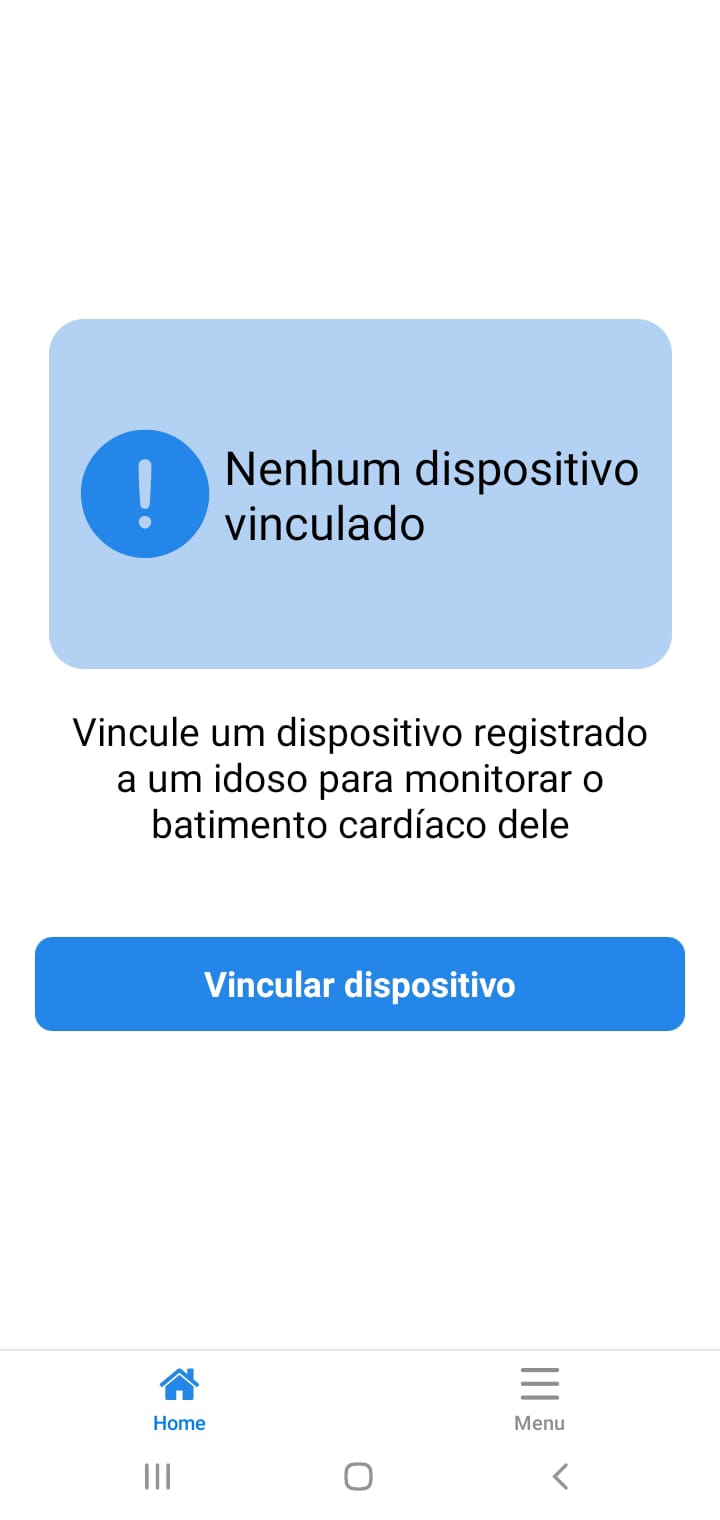 Nenhum dispositivo
vinculado
Vincule um dispositivo registrado
a um idoso para monitorar o
batimento cardíaco dele
Vincular dispositivo
Home
Menu